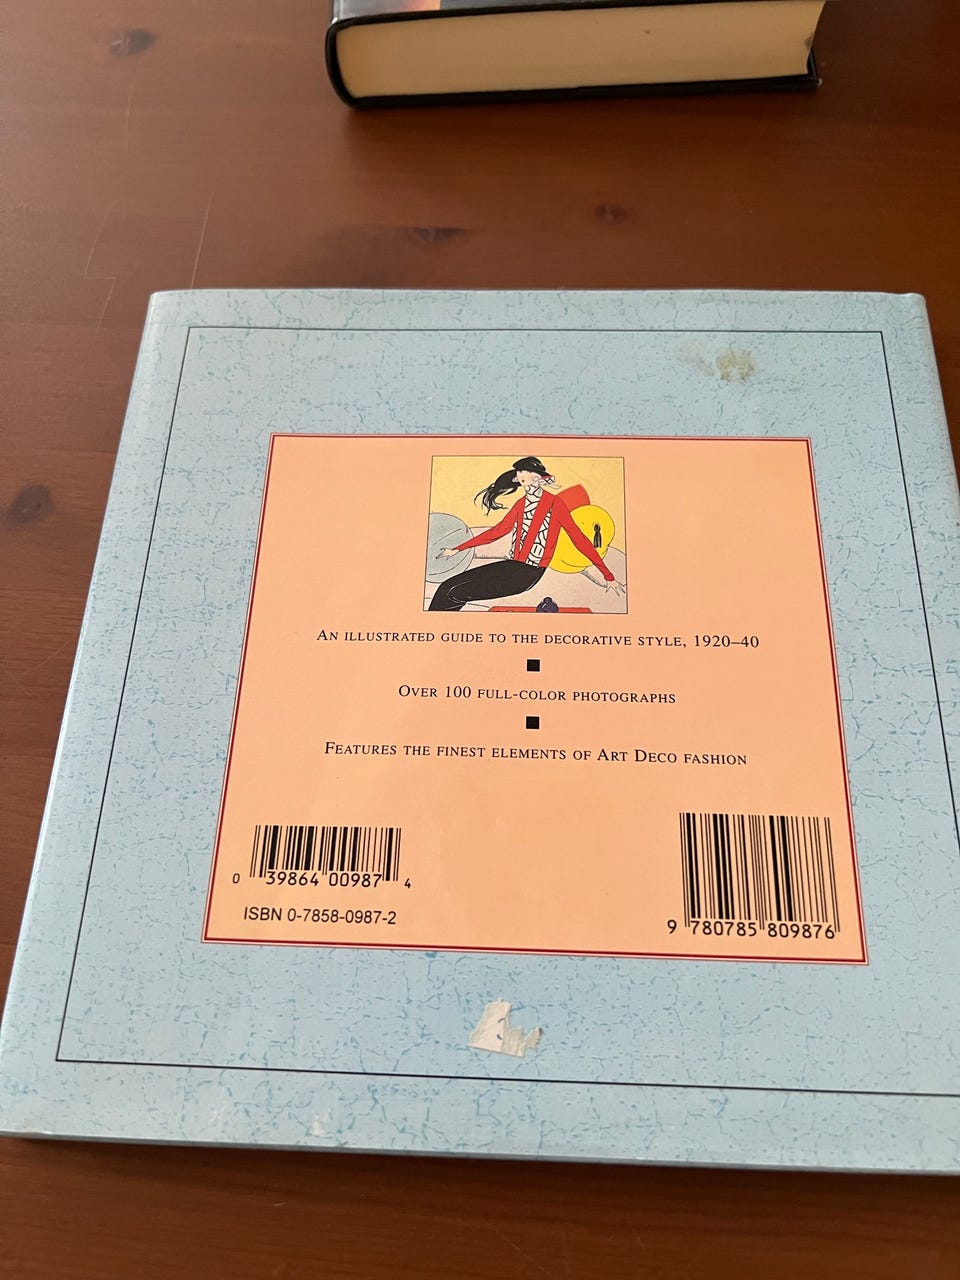 An illustrated guide to the decorative style, 1920–40
Over 100 full-color photographs
Features the finest elements of Art Deco fashion
0 39864 00987 4
ISBN 0-7858-0987-2
9 780785 809876